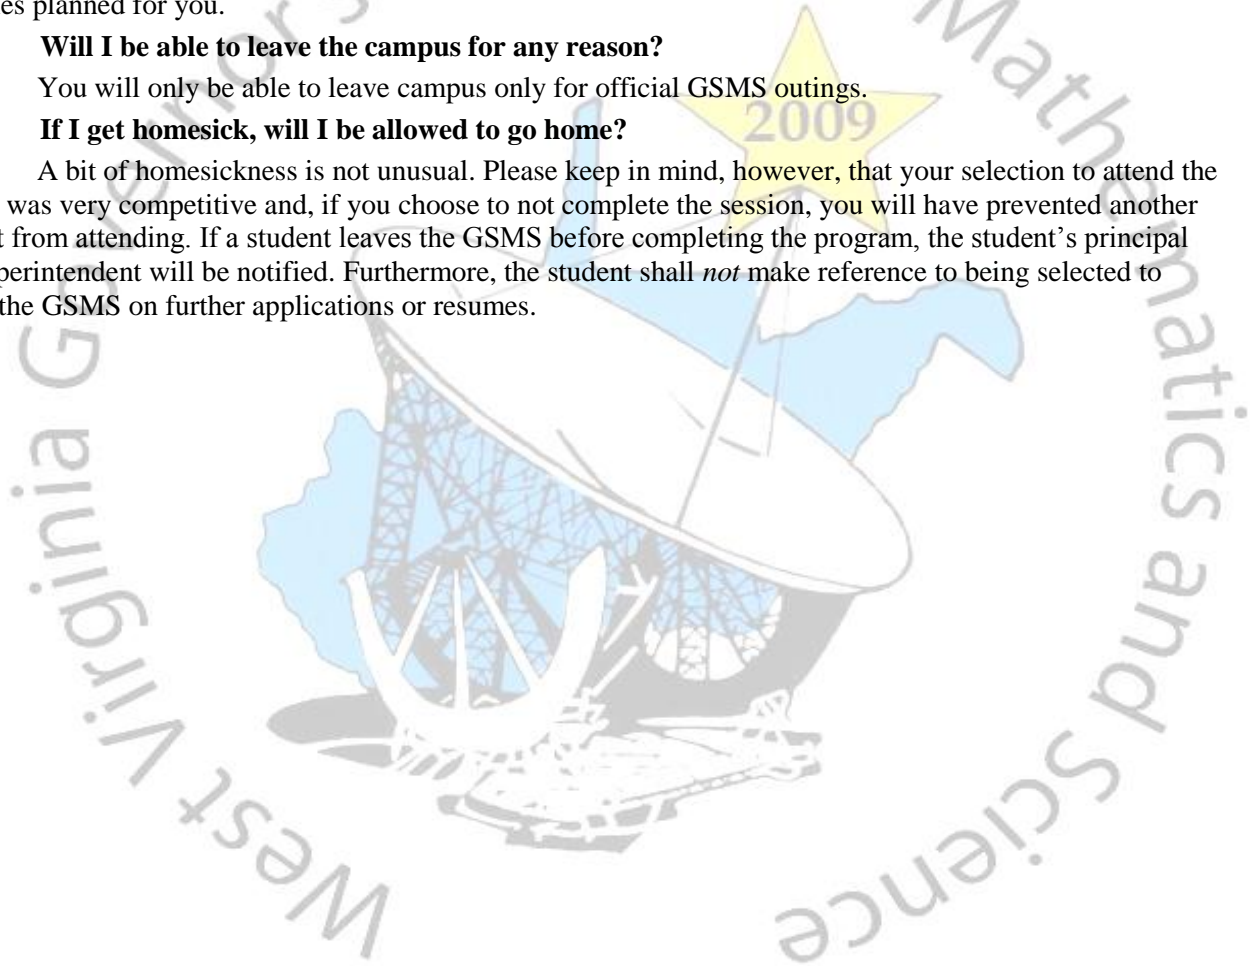 es planned for you.
Will I be able to leave the campus for any reason?
You will only be able to leave campus only for official GSMS outings.
If I get homesick, will I be allowed to go home?
A bit of homesickness is not unusual. Please keep in mind, however, that your selection to attend the
was very competitive and, if you choose to not complete the session, you will have prevented another
t from attending. If a student leaves the GSMS before completing the program, the student’s principal
perintendent will be notified. Furthermore, the student shall not make reference to being selected to
the GSMS on further applications or resumes.
2009
West Virginia Governor's
Mathematics and Science